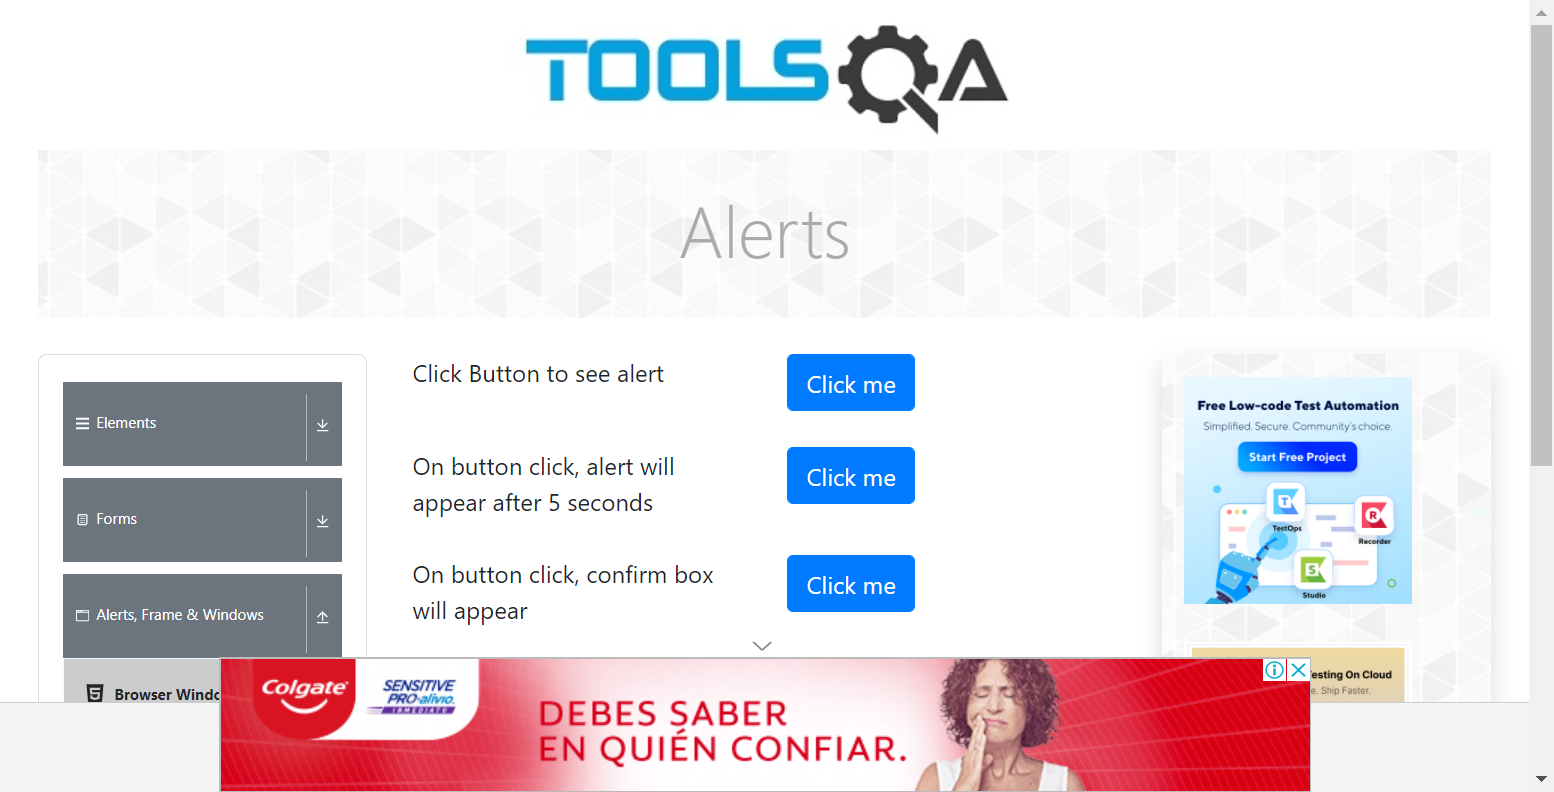 TOOLSQA
Alerts
Elements
Forms
Alerts, Frame & Windows
Browser Windo
Click Button to see alert
Click me
On button click, alert will
appear after 5 seconds
Click me
On button click, confirm box
will appear
Click me
Free Low-code Test Automation
Simplified. Secure. Community's choice.
Start Free Project
TestOps
Recorder
Studio
esting On Cloud
e. Ship Faster.
Colgate
SENSITIVE
PRO-alivio
INMEDIATO
DEBES SABER
EN QUIÉN CONFIAR.